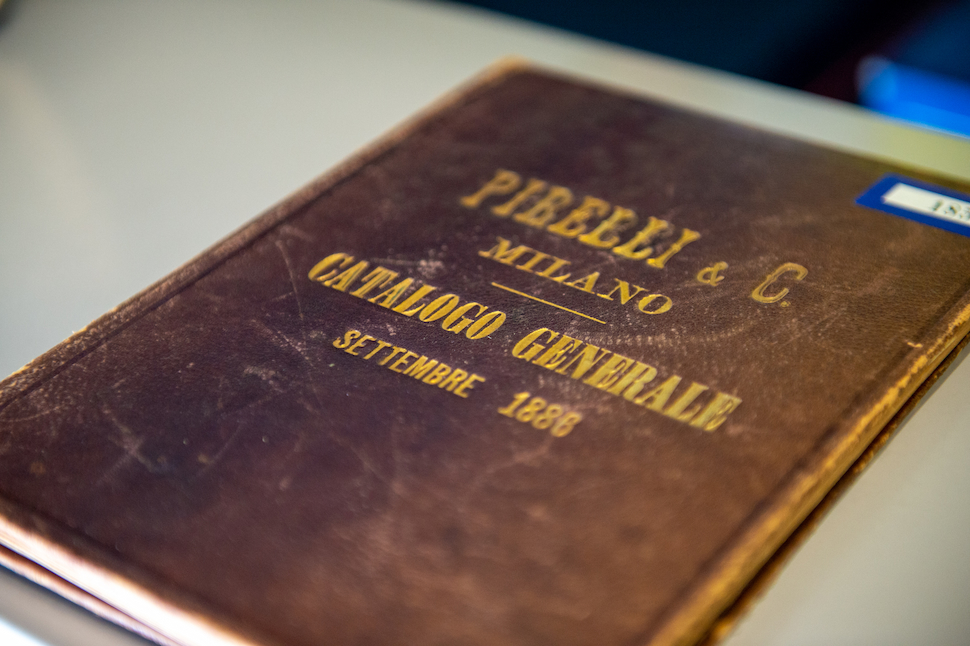 PIRELLI & C.
MILANO
CATALOGO GENERALE
SETTEMBRE 1886